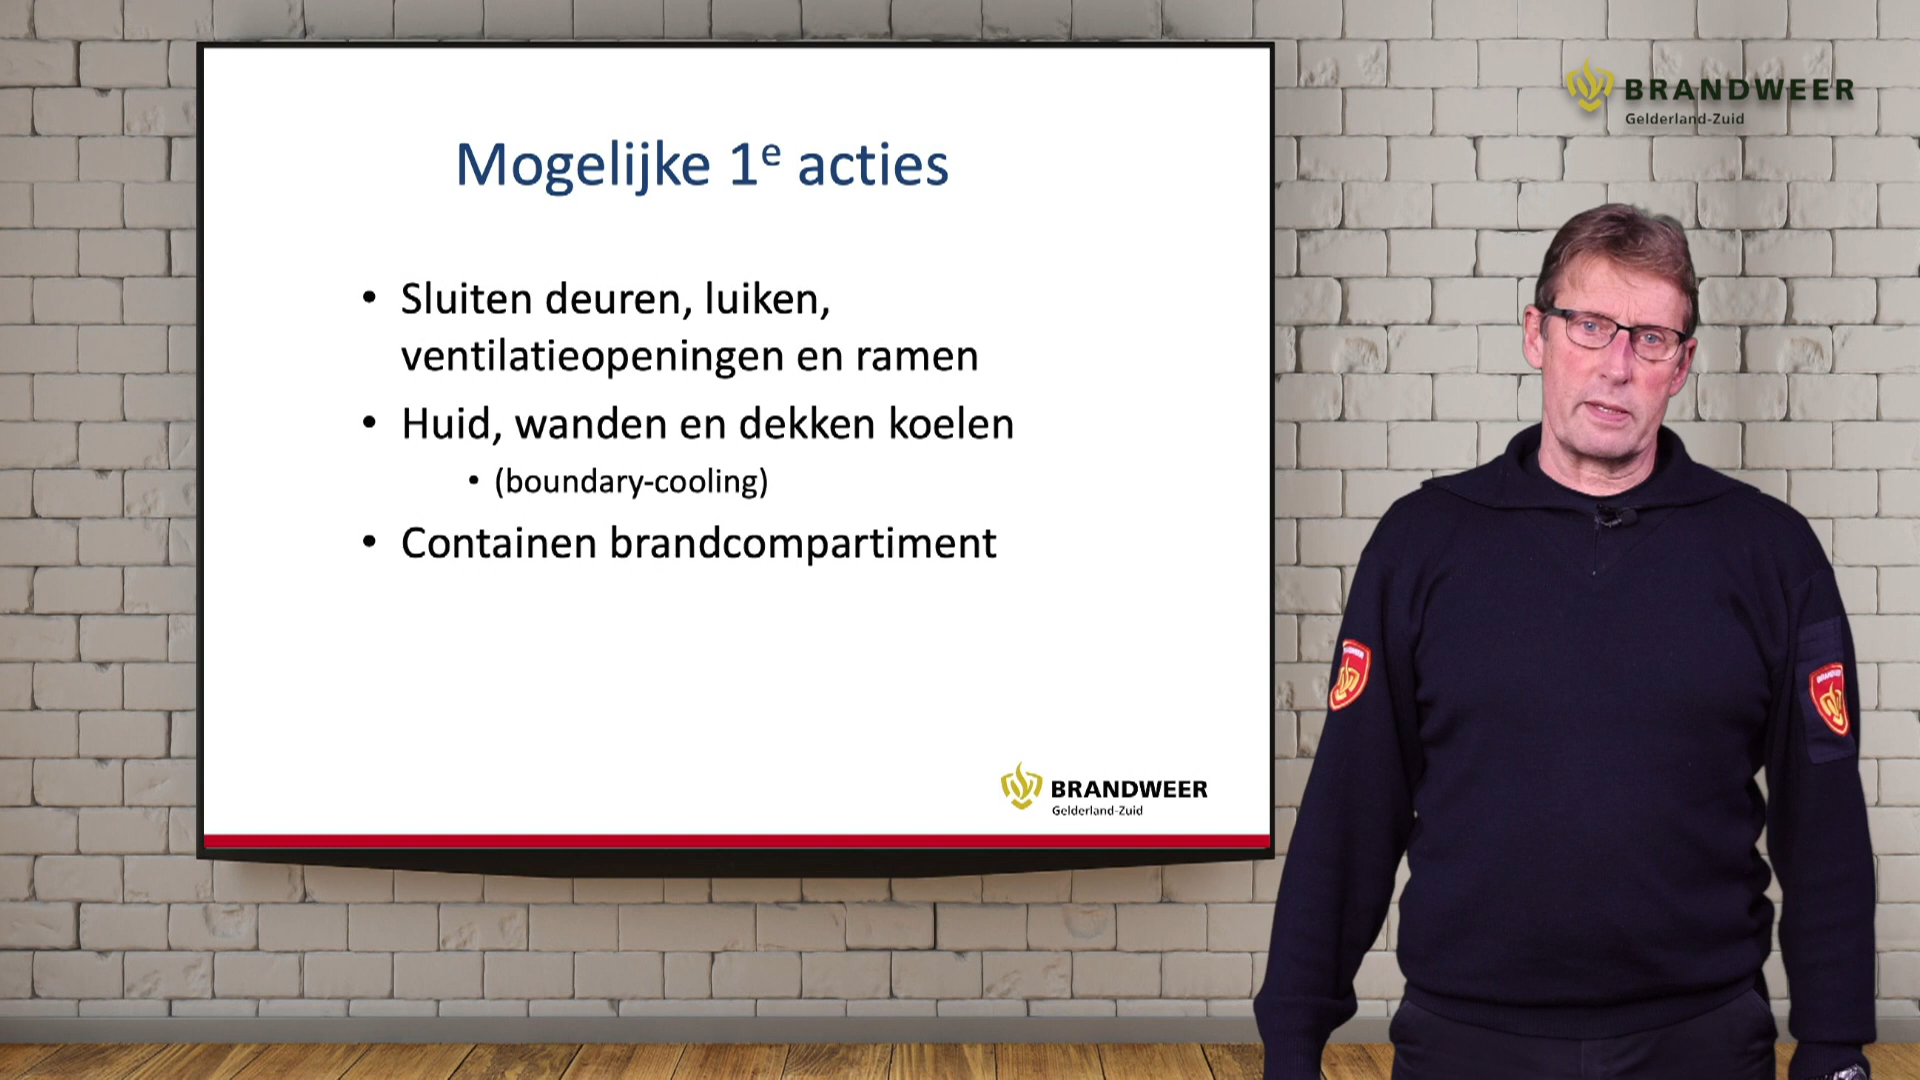 Mogelijke 1e acties
• Sluiten deuren, luiken,
ventilatieopeningen en ramen
• Huid, wanden en dekken koelen
• (boundary-cooling)
• Containen brandcompartiment
BRANDWEER
Gelderland-Zuid
BRANDWEER
Gelderland-Zuid